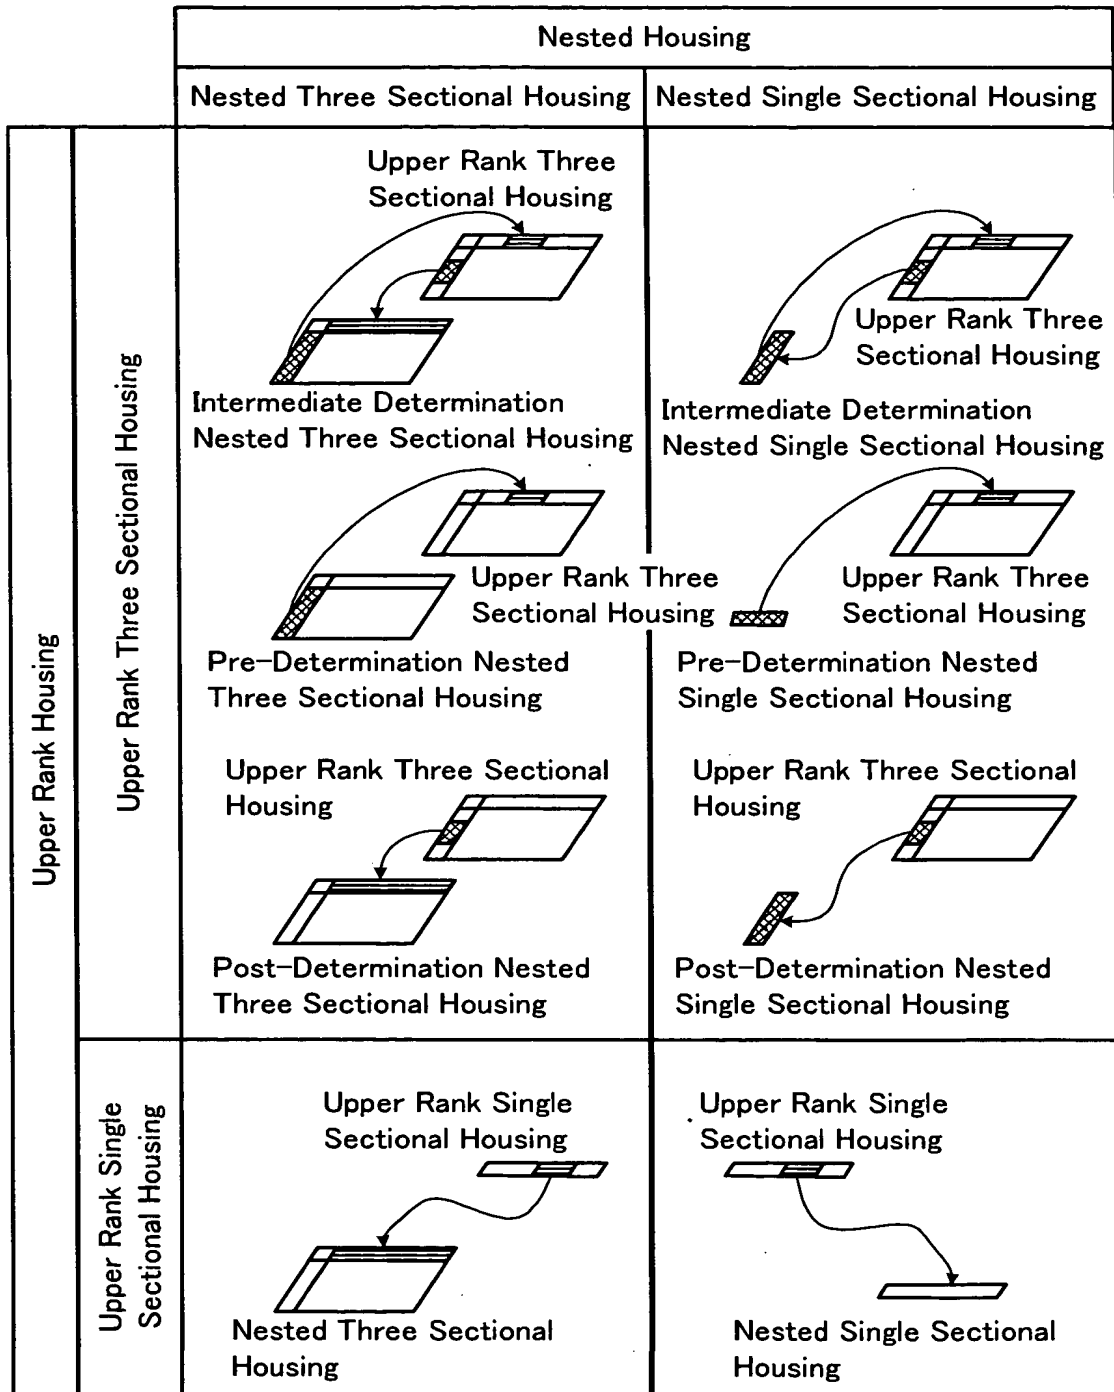 Nested Housing
Nested Three Sectional Housing
Nested Single Sectional Housing
Upper Rank Housing
Upper Rank Three Sectional Housing
Upper Rank Three
Sectional Housing
Intermediate Determination
Nested Three Sectional Housing
Upper Rank Three
Sectional Housing
Intermediate Determination
Nested Single Sectional Housing
Upper Rank Three
Sectional Housing
Pre-Determination Nested
Three Sectional Housing
Upper Rank Three
Sectional Housing
Pre-Determination Nested
Single Sectional Housing
Upper Rank Three Sectional
Housing
Post-Determination Nested
Three Sectional Housing
Upper Rank Three Sectional
Housing
Post-Determination Nested
Single Sectional Housing
Upper Rank Single
Sectional Housing
Upper Rank Single
Sectional Housing
Nested Three Sectional
Housing
Upper Rank Single
Sectional Housing
Nested Single Sectional
Housing